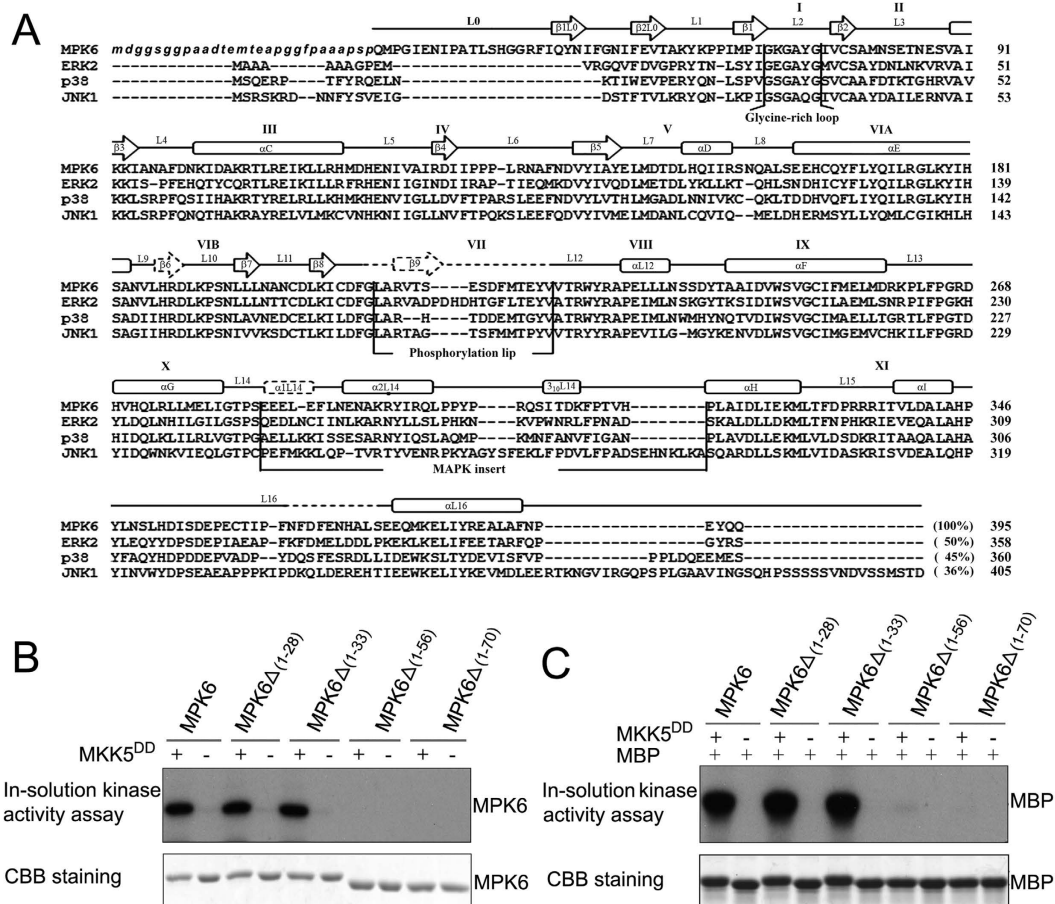 A
L0 β1L0 β2L0 L1 β1 I L2 β2 II L3
MPK6 mdggsggpaadtemteapggfpaaapspQMPGIENIPATLSHGGRFIQYNIFGNIFEVTAKYKPPIMPIGKGAYGIVCSAMNSETNESVAI 91
ERK2 ------------MAAA-----AAAGPEM---------------VRGQVFDVGPRYTN-LSYIGEGAYGMVCSAYDNLNKVRVAI 51
p38 ------------MSQERP----TFYRQELN-------------KTIWEVPERYQN-LSPVGSGAYGSVCAAFDTKTGHRVAV 52
JNK1 ------------MSRSKRD--NNFYSVEIG-------------DSTFTVLKRYQN-LKPIGSGAQGIVCAAYDAILERNVAI 53
Glycine-rich loop
β3 L4 III αC L5 IV β4 L6 β5 L7 V αD L8 VIA αE
MPK6 KKIANAFDNKIDAKRTLREIKLLRHMDHENIVAIRDIIPPP-LRNAFNDVYIAYELMDTDLHQIIRSNQALSEEHCQYFLYQILRGLKYIH 181
ERK2 KKIS-PFEHQTYCQRTLREIKILLRFRHENIIGINDIIRAP-TIEQMKDVYIVQDLMETDLYKLLKT-QHLSNDHICYFLYQILRGLKYIH 139
p38 KKLSRPFQSIIHAKRTYRELRLLKHMKHENVIGLLDVFTPARSLEEFNDVYLVTHLMGADLNNIVKC-QKLTDDHVQFLIYQILRGLKYIH 142
JNK1 KKLSRPFQNQTHAKRAYRELVLMKCVNHKNIIGLLNVFTPQKSLEEFQDVYIVMELMDANLCQVIQ--MELDHERMSYLLYQMLCGIKHLH 143
L9 β6 VIB L10 β7 L11 β8 β9 VII L12 VIII αL12 IX αF L13
MPK6 SANVLHRDLKPSNLLLNANCDLKICDFGLARVTS----ESDFMTEYVVTRWYRAPELLLNSSDYTAAIDVWSVGCIFMELMDRKPLFPGRD 268
ERK2 SANVLHRDLKPSNLLLNTTCDLKICDFGLARVADPDHDHTGFLTEYVATRWYRAPEIMLNSKGYTKSIDIWSVGCILAEMLSNRPIFPGKH 230
p38 SADIIHRDLKPSNLAVNEDCELKILDFGLAR--H----TDDEMTGYVATRWYRAPEIMLNWMHYNQTVDIWSVGCIMAELLTGRTLFPGTD 227
JNK1 SAGIIHRDLKPSNIVVKSDCTLKILDFGLARTAG----TSFMMTPYVVTRYYRAPEVILG-MGYKENVDLWSVGCIMGEMVCHKILFPGRD 229
Phosphorylation lip
X αG L14 α1L14 α2L14 3₁₀L14 αH L15 XI αI
MPK6 HVHQLRLLMELIGTPSEEEL-EFLNENAKRYIRQLPPYP----RQSITDKFPTVH--------PLAIDLIEKMLTFDPRRRITVLDALAHP 346
ERK2 YLDQLNHILGILGSPSQEDLNCIINLKARNYLLSLPHKN----KVPWNRLFPNAD--------SKALDLLDKMLTFNPHKRIEVEQALAHP 309
p38 HIDQLKLILRLVGTPGAELLKKISSESARNYIQSLAQMP----KMNFANVFIGAN--------PLAVDLLEKMLVLDSDKRITAAQALAHA 306
JNK1 YIDQWNKVIEQLGTPCPEFMKKLQP-TVRTYVENRPKYAGYSFEKLFPDVLFPADSEHNKLKASQARDLLSKMLVIDASKRISVDEALQHP 319
MAPK insert
L16 αL16
MPK6 YLNSLHDISDEPECTIP-FNFDFENHALSEEQMKELIYREALAFNP----------------EYQQ------------------ (100%) 395
ERK2 YLEQYYDPSDEPIAEAP-FKFDMELDDLPKEKLKELIFEETARFQP----------------GYRS------------------ ( 50%) 358
p38 YFAQYHDPDDEPVADP-YDQSFESRDLLIDEWKSLTYDEVISFVP----------PPLDQEEMES------------------ ( 45%) 360
JNK1 YINVWYDPSEAEAPPPKIPDKQLDEREHTIEEWKELIYKEVMDLEERTKNGVIRGQPSPLGAAVINGSQHPSSSSSVNDVSSMSTD ( 36%) 405
B
MPK6 MPK6Δ(1-28) MPK6Δ(1-33) MPK6Δ(1-56) MPK6Δ(1-70)
MKK5DD + - + - + - + - + -
In-solution kinase activity assay MPK6
CBB staining MPK6
C
MPK6 MPK6Δ(1-28) MPK6Δ(1-33) MPK6Δ(1-56) MPK6Δ(1-70)
MKK5DD + - + - + - + - + -
MBP + + + + + + + + + +
In-solution kinase activity assay MBP
CBB staining MBP